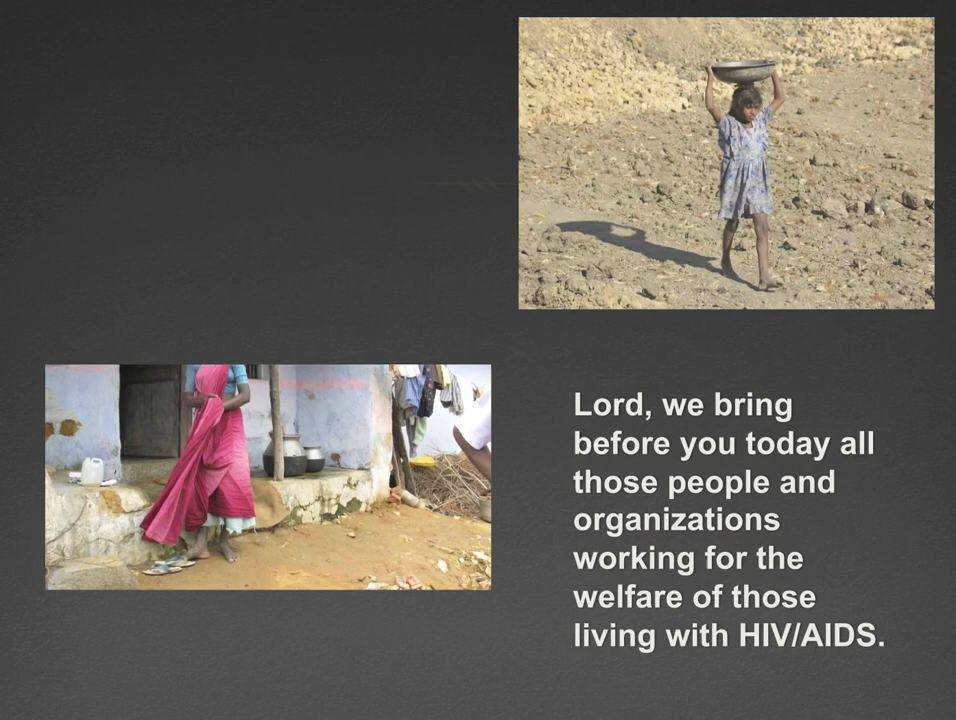 Lord, we bring
before you today all
those people and
organizations
working for the
welfare of those
living with HIV/AIDS.